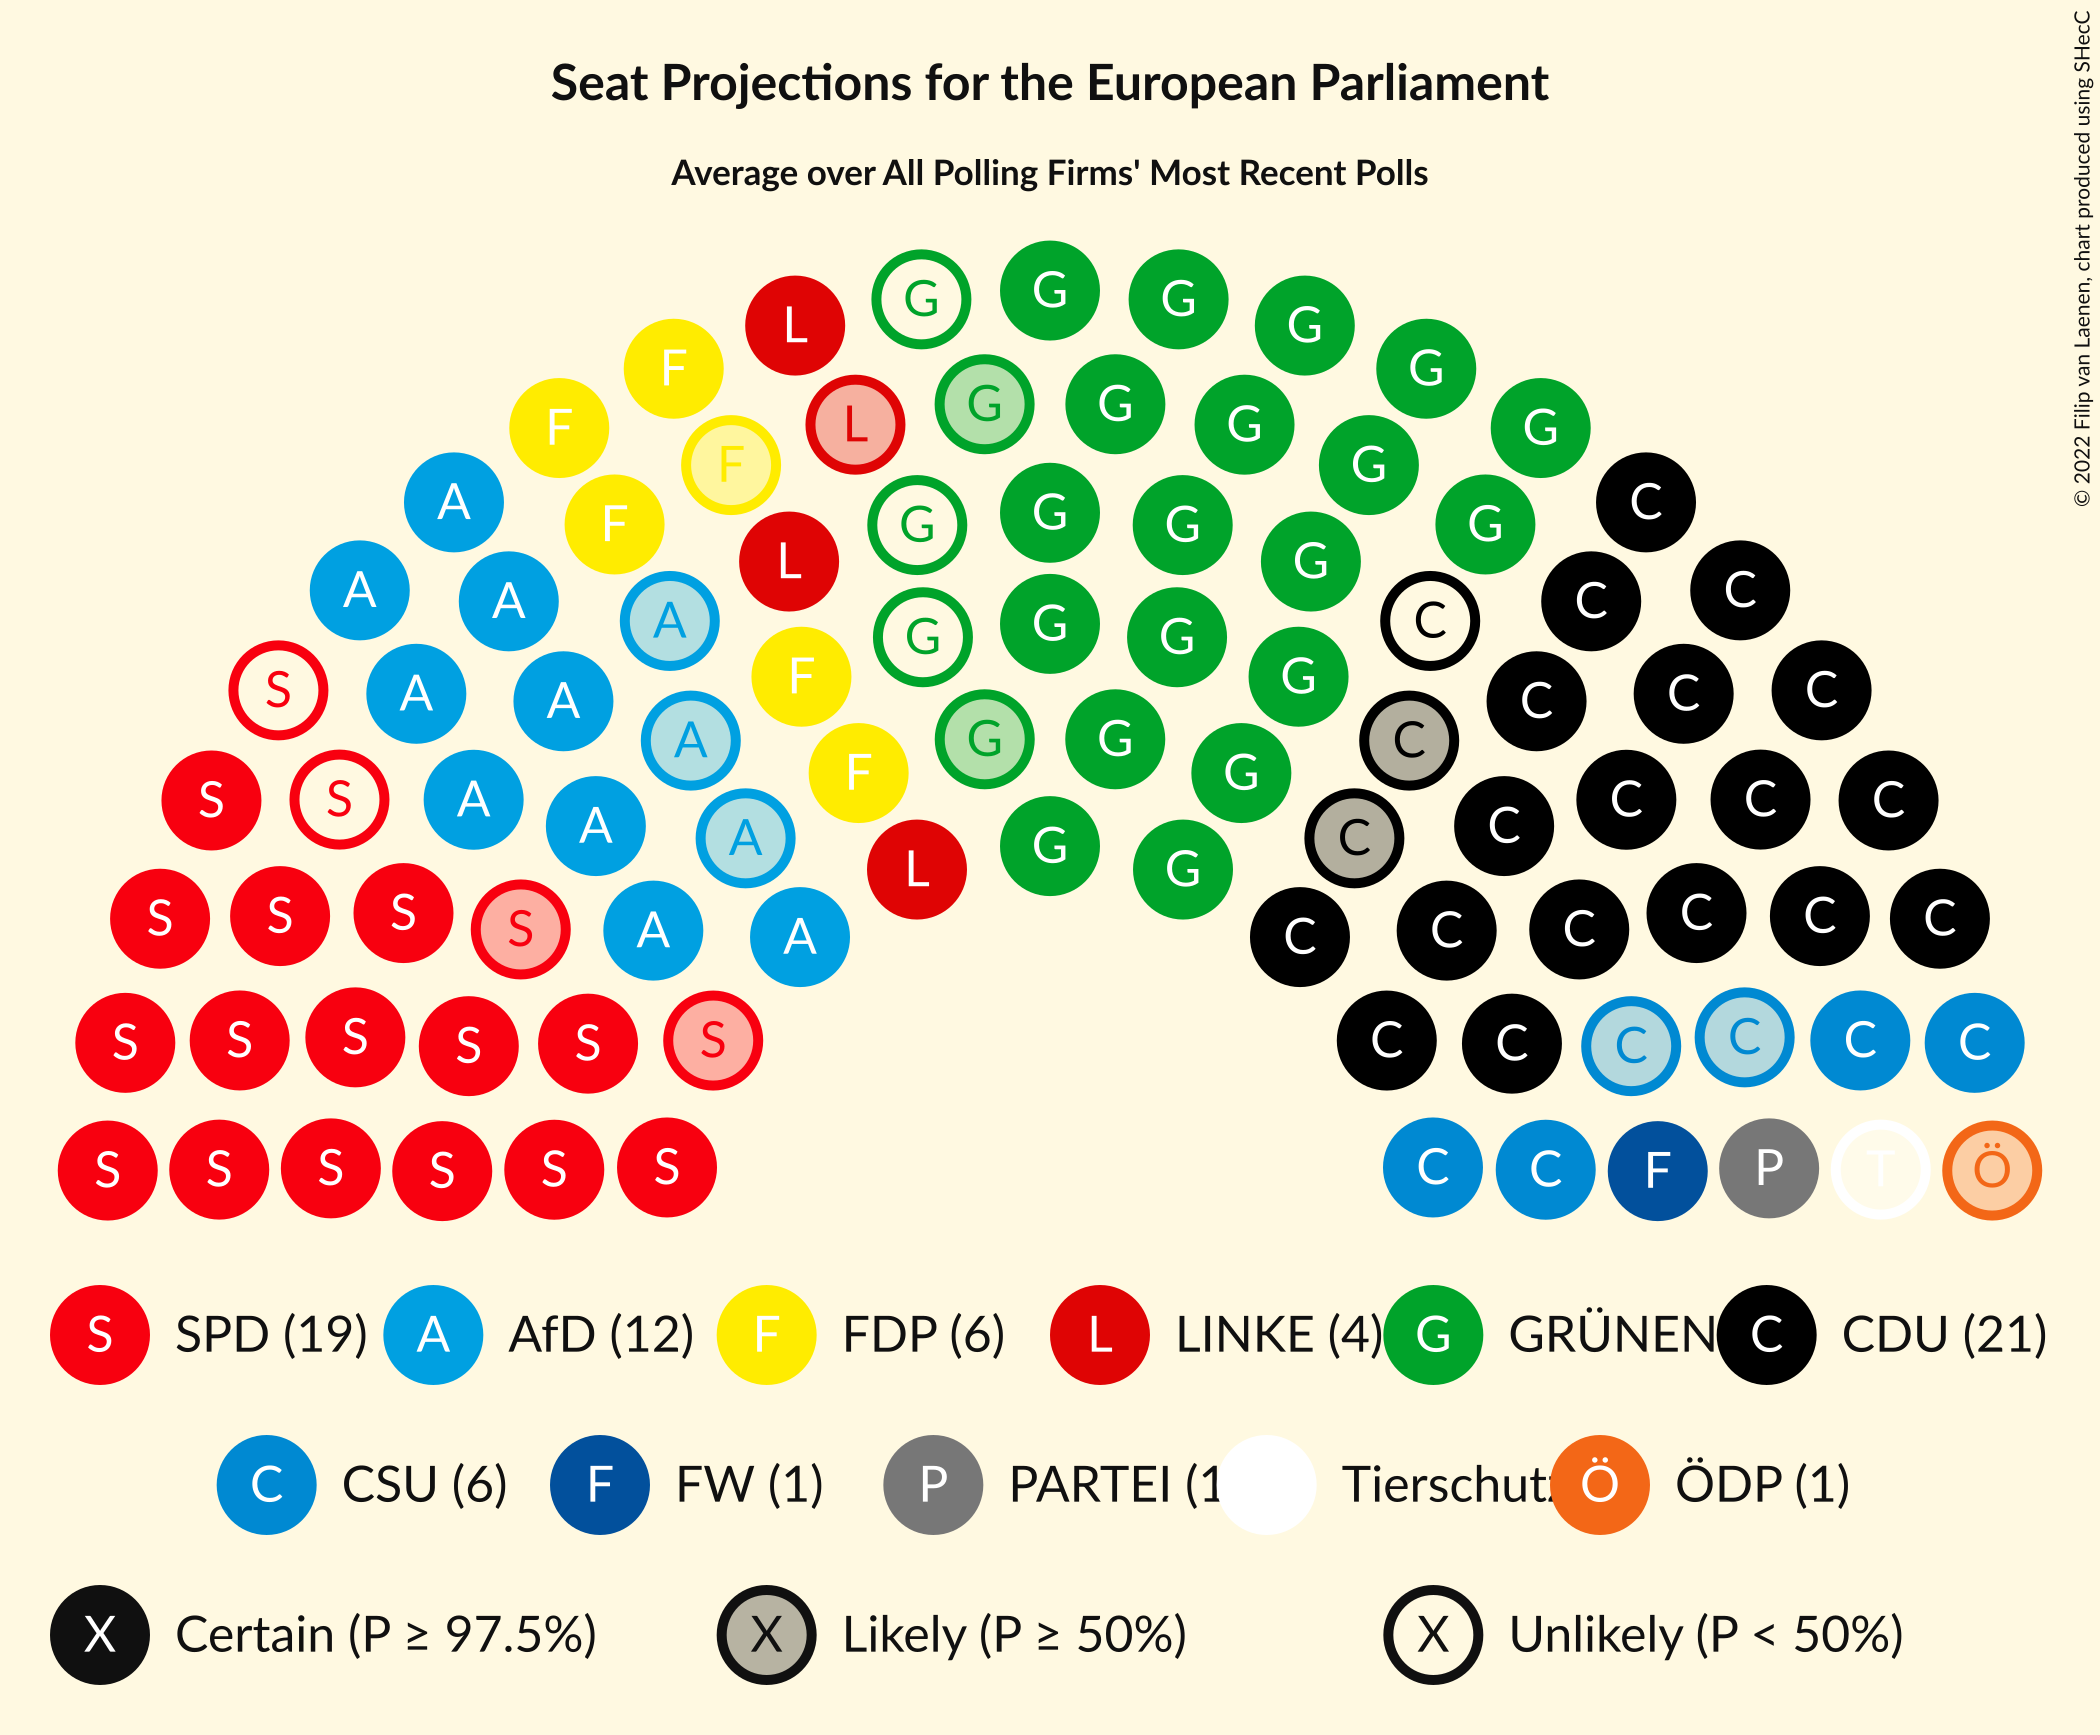 Seat Projections for the European Parliament
Average over All Polling Firms' Most Recent Polls
© 2022 Filip van Laenen, chart produced using SHecC
G G G G
L G
F G G G G
F L G G
A F G C
F G G G
A A L G C C
A G G G C
S A A F G C C C
A G G C
S S A A F G G G C C C C
A A C C
S S S S A A L G G C C C C C C
S S S S S S C C C C C C
S S S S S S C C F P T Ö
S SPD (19) A AfD (12) F FDP (6) L LINKE (4) G GRÜNEN C CDU (21)
C CSU (6) F FW (1) P PARTEI (1 Tierschutz Ö ÖDP (1)
X Certain (P ≥ 97.5%) X Likely (P ≥ 50%) X Unlikely (P < 50%)